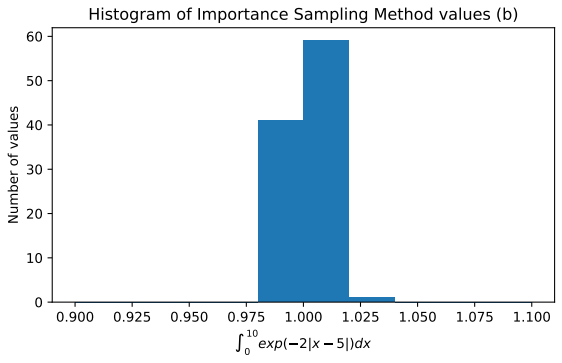 Histogram of Importance Sampling Method values (b)
Number of values
60
50
40
30
20
10
0
0.900 0.925 0.950 0.975 1.000 1.025 1.050 1.075 1.100
∫₀¹⁰ exp(−2|x − 5|)dx